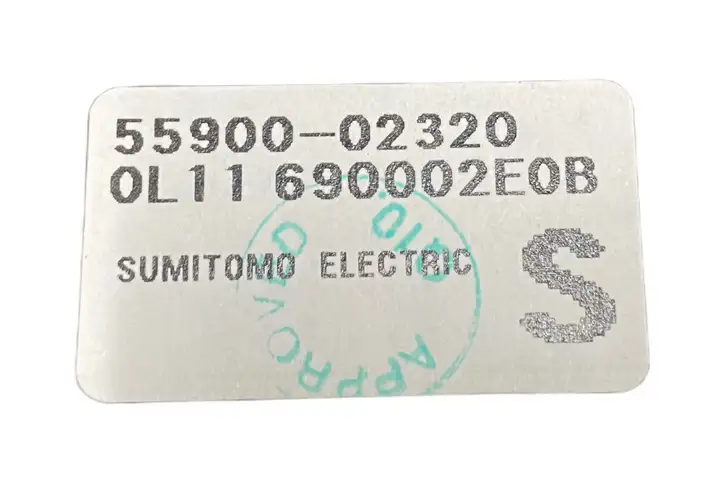 55900-02320
0L11 690002E0B
SUMITOMO ELECTRIC
S
APPROVED